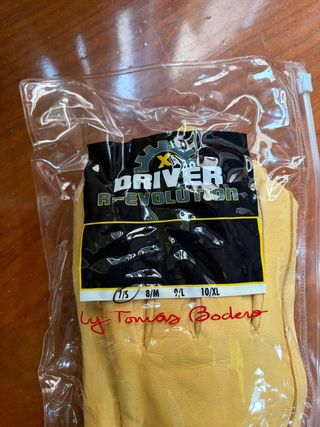 X
DRIVER
R-EVOLUTION
7/S 8/M 9/L 10/XL
by Tomás Bodero